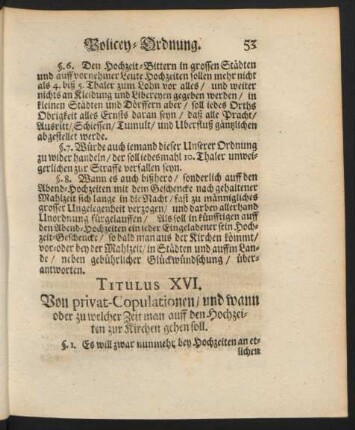 Policey-Ordnung. 53
§. 6. Den Hochzeit-Bittern in grossen Städten
und auff vornehmer Leute Hochzeiten sollen mehr nicht
als 4. biß 5. Thaler zum Lohn vor alles / und weiter
nichts an Kleidung und Libereyen gegeben werden / in
kleinen Städten und Dörffern aber / soll jedes Orths
Obrigkeit alles Ernsts daran seyn / daß alle Pracht /
Ausritt / Schiessen / Tumult / und Uberfluß gäntzlichen
abgestellet werde.
§. 7. Würde auch jemand dieser Unserer Ordnung
zu wider handeln / der soll jedesmahl 10. Thaler unwei-
gerlichen zur Straffe verfallen seyn.
§. 8. Wann es auch bißhero / sonderlich auff den
Abend-Hochzeiten mit dem Geschencke nach gehaltener
Mahlzeit sich lange in die Nacht / fast zu männigliches
grosser Ungelegenheit verzogen / und darbey allerhand
Unordnung fürgelauffen / Als soll in künfftigen auff
den Abend-Hochzeiten ein jeder Eingeladener sein Hoch-
zeit-Geschencke / so bald man aus der Kirchen kömmt /
vor- oder bey der Mahlzeit / in Städten und auffm Lan-
de / neben gebührlicher Glückwündschung / über-
antworten.
TITULUS XVI.
Von privat-Copulationen / und wann
oder zu welcher Zeit man auff den Hochzei-
ten zur Kirchen gehen soll.
§. 1. Es will zwar nunmehr, bey Hochzeiten an et-
lichen